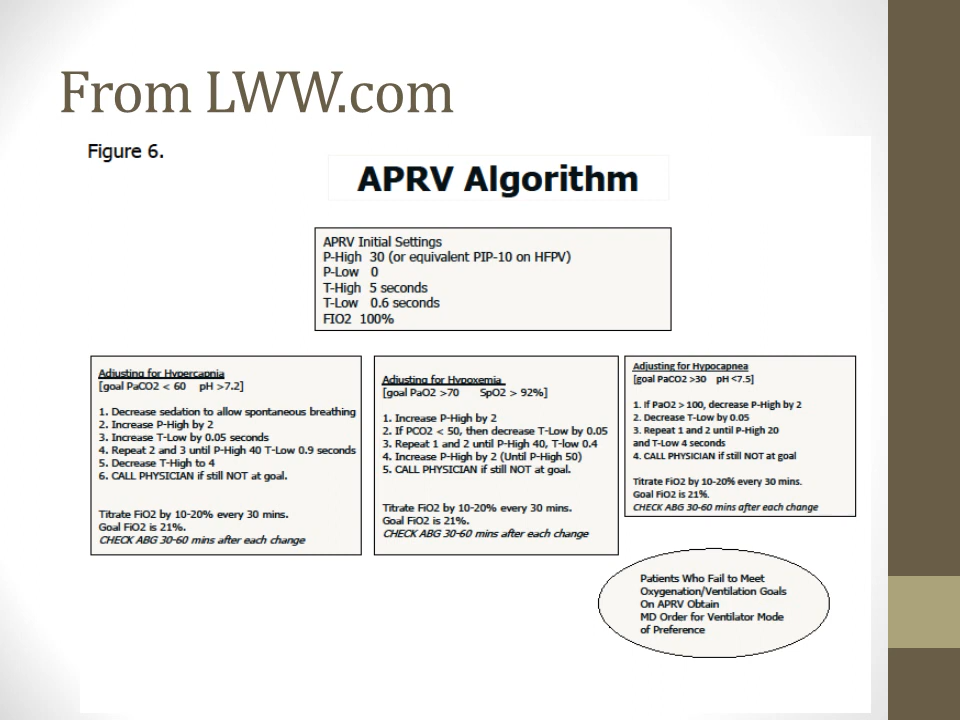 From LWW.com
Figure 6.
APRV Algorithm
APRV Initial Settings
P-High 30 (or equivalent PIP-10 on HFPV)
P-Low 0
T-High 5 seconds
T-Low 0.6 seconds
FIO2 100%
Adjusting for Hypercapnia
[goal PaCO2 < 60 pH >7.2]
1. Decrease sedation to allow spontaneous breathing
2. Increase P-High by 2
3. Increase T-Low by 0.05 seconds
4. Repeat 2 and 3 until P-High 40 T-Low 0.9 seconds
5. Decrease T-High to 4
6. CALL PHYSICIAN if still NOT at goal.
Titrate FiO2 by 10-20% every 30 mins.
Goal FiO2 is 21%.
CHECK ABG 30-60 mins after each change
Adjusting for Hypoxemia
[goal PaO2 >70 SpO2 > 92%]
1. Increase P-High by 2
2. If PCO2 < 50, then decrease T-Low by 0.05
3. Repeat 1 and 2 until P-High 40, T-low 0.4
4. Increase P-High by 2 (Until P-High 50)
5. CALL PHYSICIAN if still NOT at goal.
Titrate FiO2 by 10-20% every 30 mins.
Goal FiO2 is 21%.
CHECK ABG 30-60 mins after each change
Adjusting for Hypocapnea
[goal PaCO2 >30 pH <7.5]
1. If PaO2 > 100, decrease P-High by 2
2. Decrease T-Low by 0.05
3. Repeat 1 and 2 until P-High 20
and T-Low 4 seconds
4. CALL PHYSICIAN if still NOT at goal
Titrate FiO2 by 10-20% every 30 mins.
Goal FiO2 is 21%.
CHECK ABG 30-60 mins after each change
Patients Who Fail to Meet
Oxygenation/Ventilation Goals
On APRV Obtain
MD Order for Ventilator Mode
of Preference